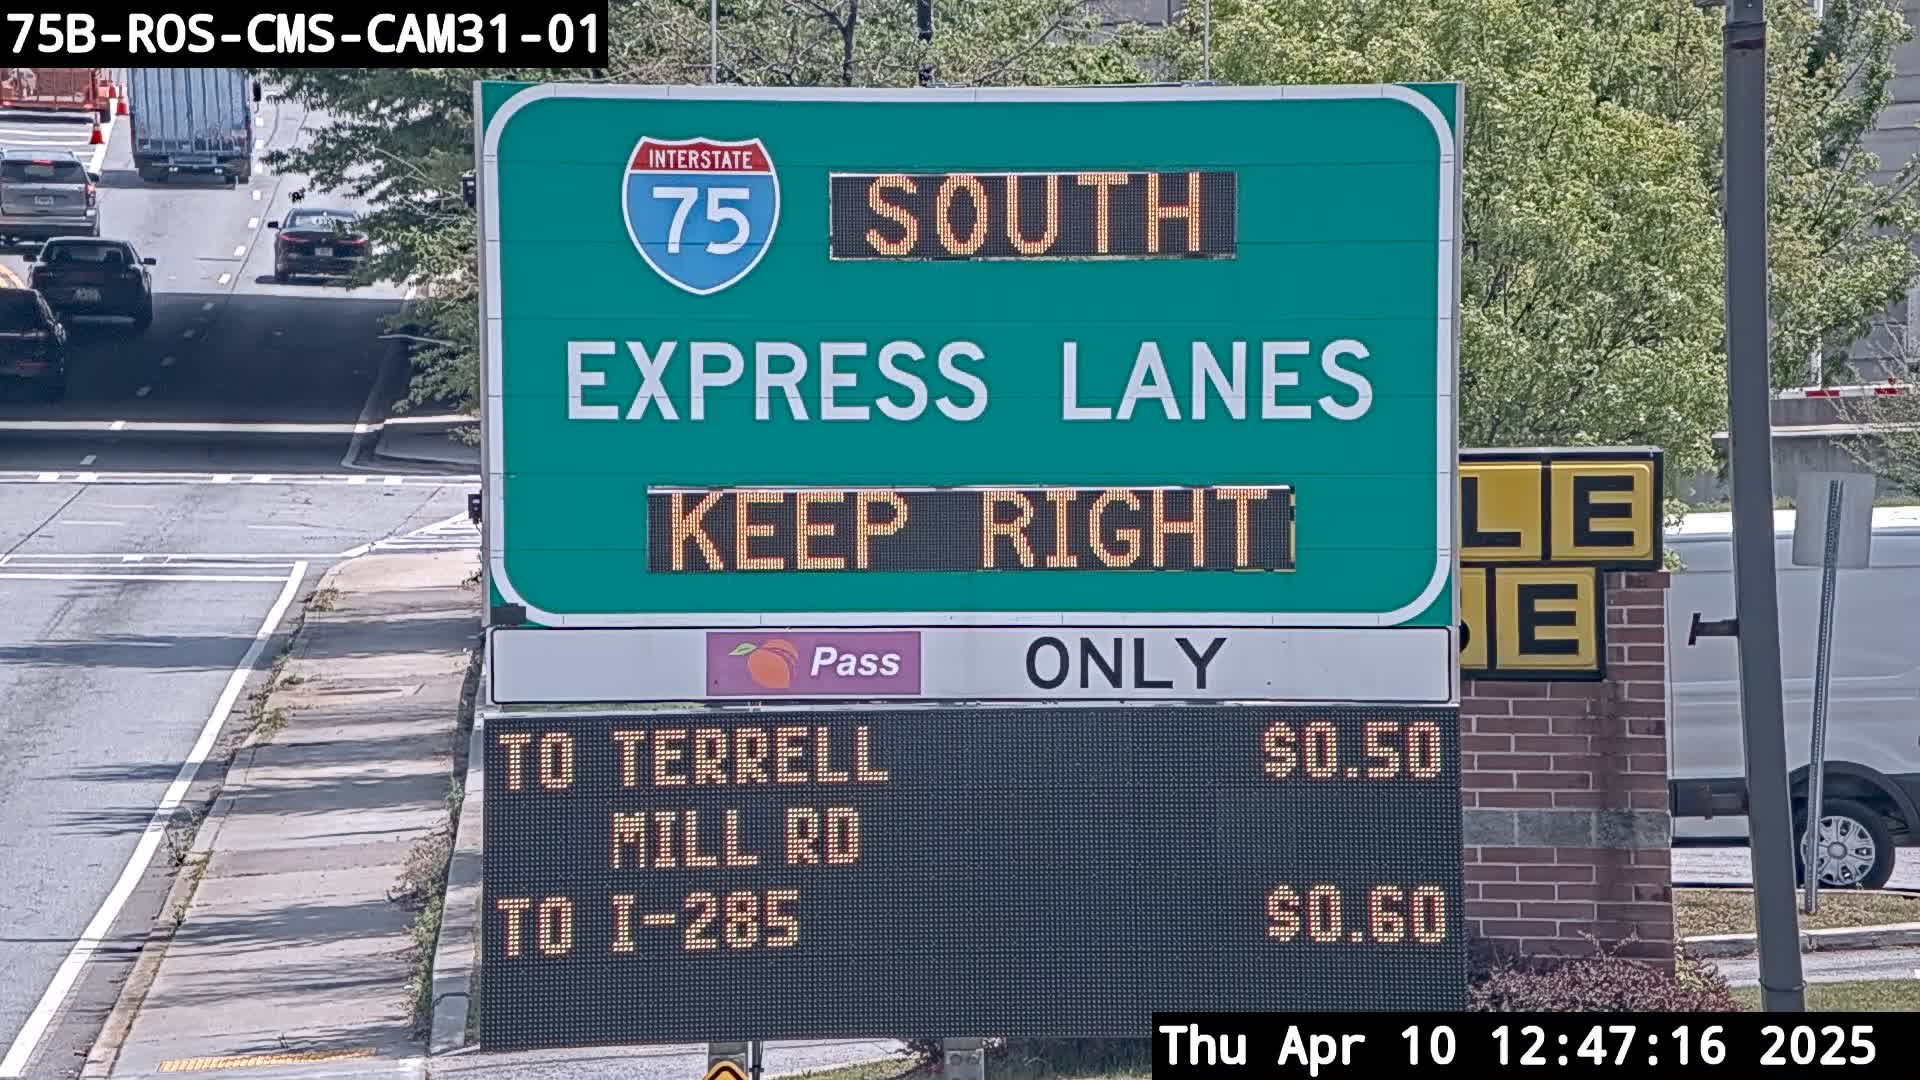 75B-ROS-CMS-CAM31-01
INTERSTATE
75
SOUTH
EXPRESS LANES
KEEP RIGHT
Pass ONLY
TO TERRELL $0.50
MILL RD
TO I-285 $0.60
LE
E
Thu Apr 10 12:47:16 2025